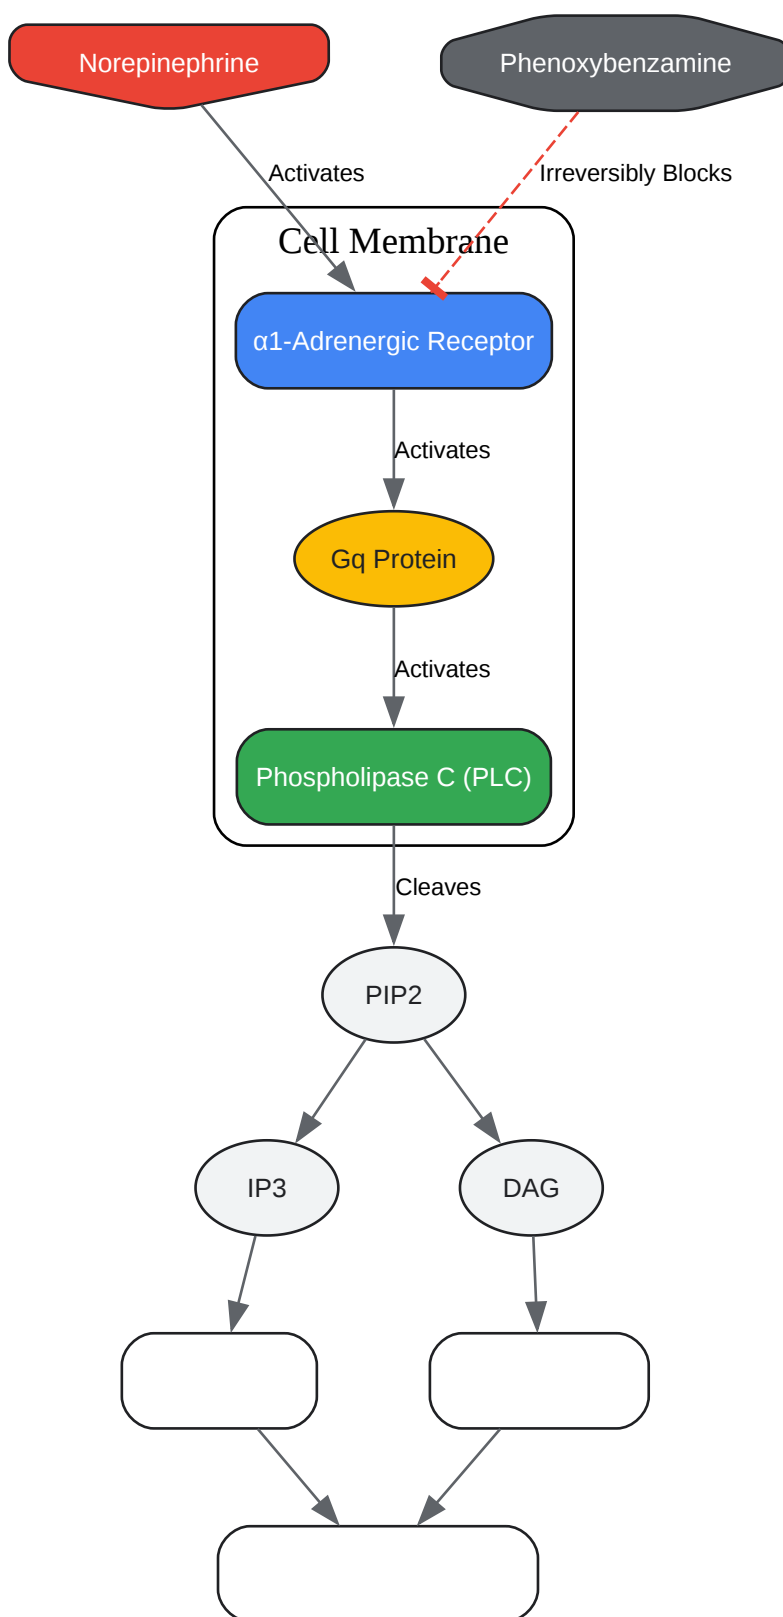 Norepinephrine
Phenoxybenzamine
Activates
Irreversibly Blocks
Cell Membrane
α1-Adrenergic Receptor
Activates
Gq Protein
Activates
Phospholipase C (PLC)
Cleaves
PIP2
IP3
DAG